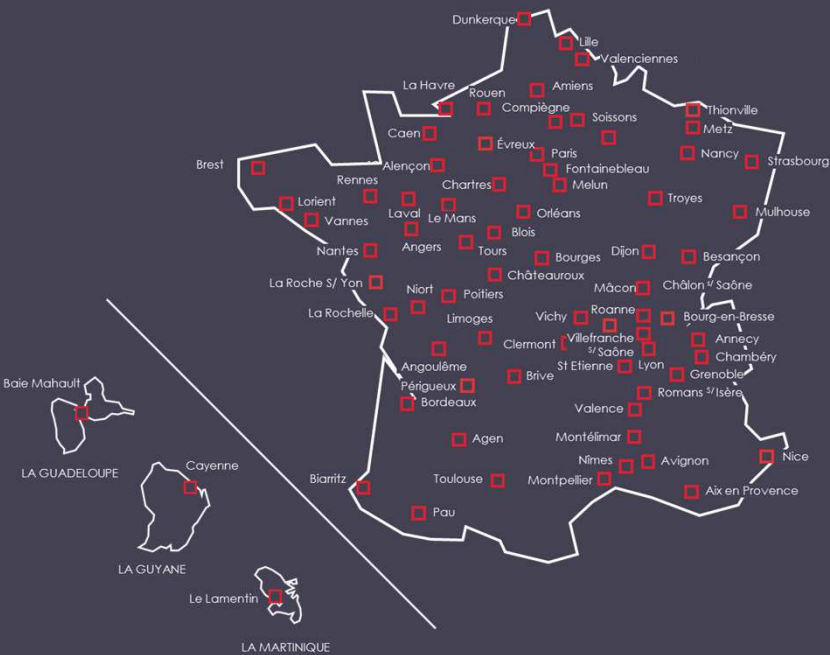 Dunkerque
Lille
Valenciennes
La Havre
Rouen
Amiens
Compiègne
Soissons
Thionville
Metz
Caen
Évreux
Paris
Nancy
Strasbourg
Brest
Alençon
Fontainebleau
Rennes
Chartres
Melun
Lorient
Laval
Le Mans
Orléans
Troyes
Mulhouse
Vannes
Blois
Nantes
Angers
Tours
Bourges
Dijon
Besançon
La Roche S/ Yon
Châteauroux
Niort
Poitiers
Mâcon
Châlon s/ Saône
La Rochelle
Limoges
Vichy
Roanne
Bourg-en-Bresse
Clermont
Villefranche
s/ Saône
Annecy
Angoulême
St Etienne
Lyon
Chambéry
Périgueux
Brive
Grenoble
Baie Mahault
Bordeaux
Romans s/ Isère
Valence
Agen
Montélimar
LA GUADELOUPE
Cayenne
Biarritz
Toulouse
Nîmes
Avignon
Nice
Montpellier
Aix en Provence
Pau
LA GUYANE
Le Lamentin
LA MARTINIQUE